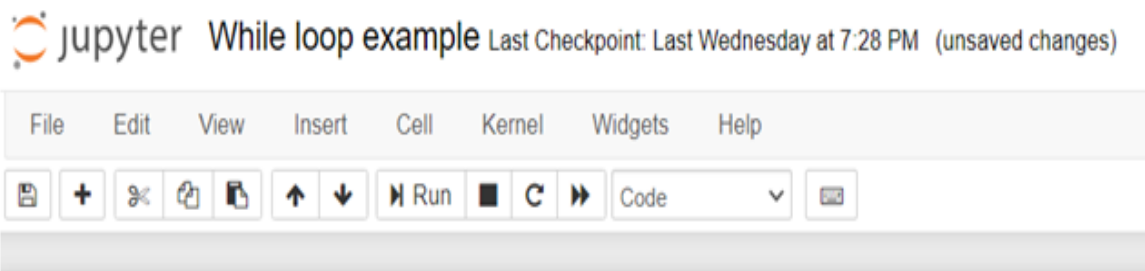 jupyter While loop example Last Checkpoint: Last Wednesday at 7:28 PM (unsaved changes)
File Edit View Insert Cell Kernel Widgets Help
Run Code